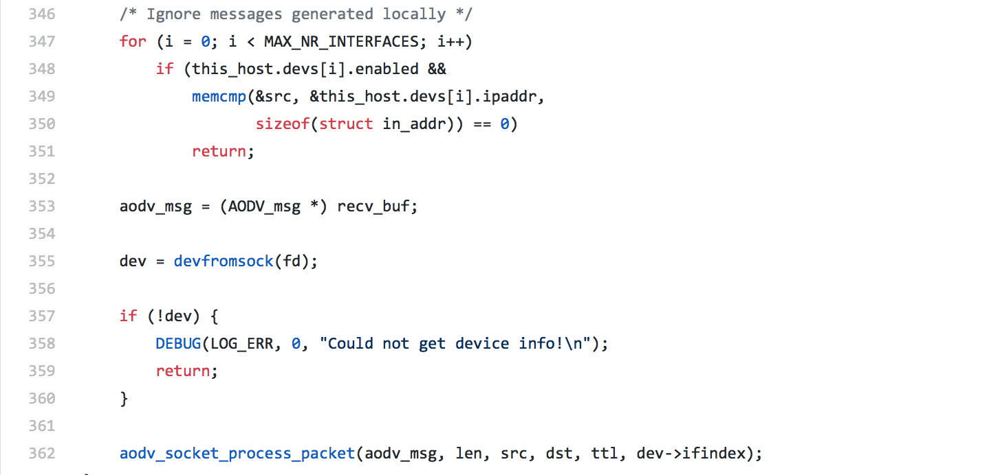 346 /* Ignore messages generated locally */
347 for (i = 0; i < MAX_NR_INTERFACES; i++)
348 if (this_host.devs[i].enabled &&
349 memcmp(&src, &this_host.devs[i].ipaddr,
350 sizeof(struct in_addr)) == 0)
351 return;
352
353 aodv_msg = (AODV_msg *) recv_buf;
354
355 dev = devfromsock(fd);
356
357 if (!dev) {
358 DEBUG(LOG_ERR, 0, "Could not get device info!\n");
359 return;
360 }
361
362 aodv_socket_process_packet(aodv_msg, len, src, dst, ttl, dev->ifindex);